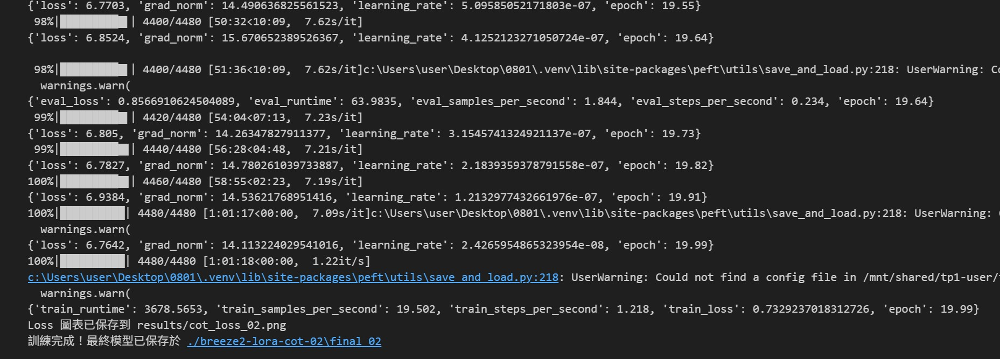 {'loss': 6.7703, 'grad_norm': 14.490636825561523, 'learning_rate': 5.09585052171803e-07, 'epoch': 19.55}
98%|██████████| 4400/4480 [50:32<10:09,  7.62s/it]
{'loss': 6.8524, 'grad_norm': 15.670652389526367, 'learning_rate': 4.1252123271050724e-07, 'epoch': 19.64}
98%|██████████| 4400/4480 [51:36<10:09,  7.62s/it]c:\Users\user\Desktop\0801\.venv\lib\site-packages\peft\utils\save_and_load.py:218: UserWarning: Co
warnings.warn(
{'eval_loss': 0.8566910624504089, 'eval_runtime': 63.9835, 'eval_samples_per_second': 1.844, 'eval_steps_per_second': 0.234, 'epoch': 19.64}
99%|██████████| 4420/4480 [54:04<07:13,  7.23s/it]
{'loss': 6.805, 'grad_norm': 14.26347827911377, 'learning_rate': 3.1545741324921137e-07, 'epoch': 19.73}
99%|██████████| 4440/4480 [56:28<04:48,  7.21s/it]
{'loss': 6.7827, 'grad_norm': 14.780261039733887, 'learning_rate': 2.1839359378791558e-07, 'epoch': 19.82}
100%|██████████| 4460/4480 [58:55<02:23,  7.19s/it]
{'loss': 6.9384, 'grad_norm': 14.53621768951416, 'learning_rate': 1.2132977432661976e-07, 'epoch': 19.91}
100%|██████████| 4480/4480 [1:01:17<00:00,  7.09s/it]c:\Users\user\Desktop\0801\.venv\lib\site-packages\peft\utils\save_and_load.py:218: UserWarning:
warnings.warn(
{'loss': 6.7642, 'grad_norm': 14.113224029541016, 'learning_rate': 2.4265954865323954e-08, 'epoch': 19.99}
100%|██████████| 4480/4480 [1:01:18<00:00,  1.22it/s]
c:\Users\user\Desktop\0801\.venv\lib\site-packages\peft\utils\save_and_load.py:218: UserWarning: Could not find a config file in /mnt/shared/tp1-user/
warnings.warn(
{'train_runtime': 3678.5653, 'train_samples_per_second': 19.502, 'train_steps_per_second': 1.218, 'train_loss': 0.7329237018312726, 'epoch': 19.99}
Loss 圖表已保存到 results/cot_loss_02.png
訓練完成！最終模型已保存於 ./breeze2-lora-cot-02\final_02